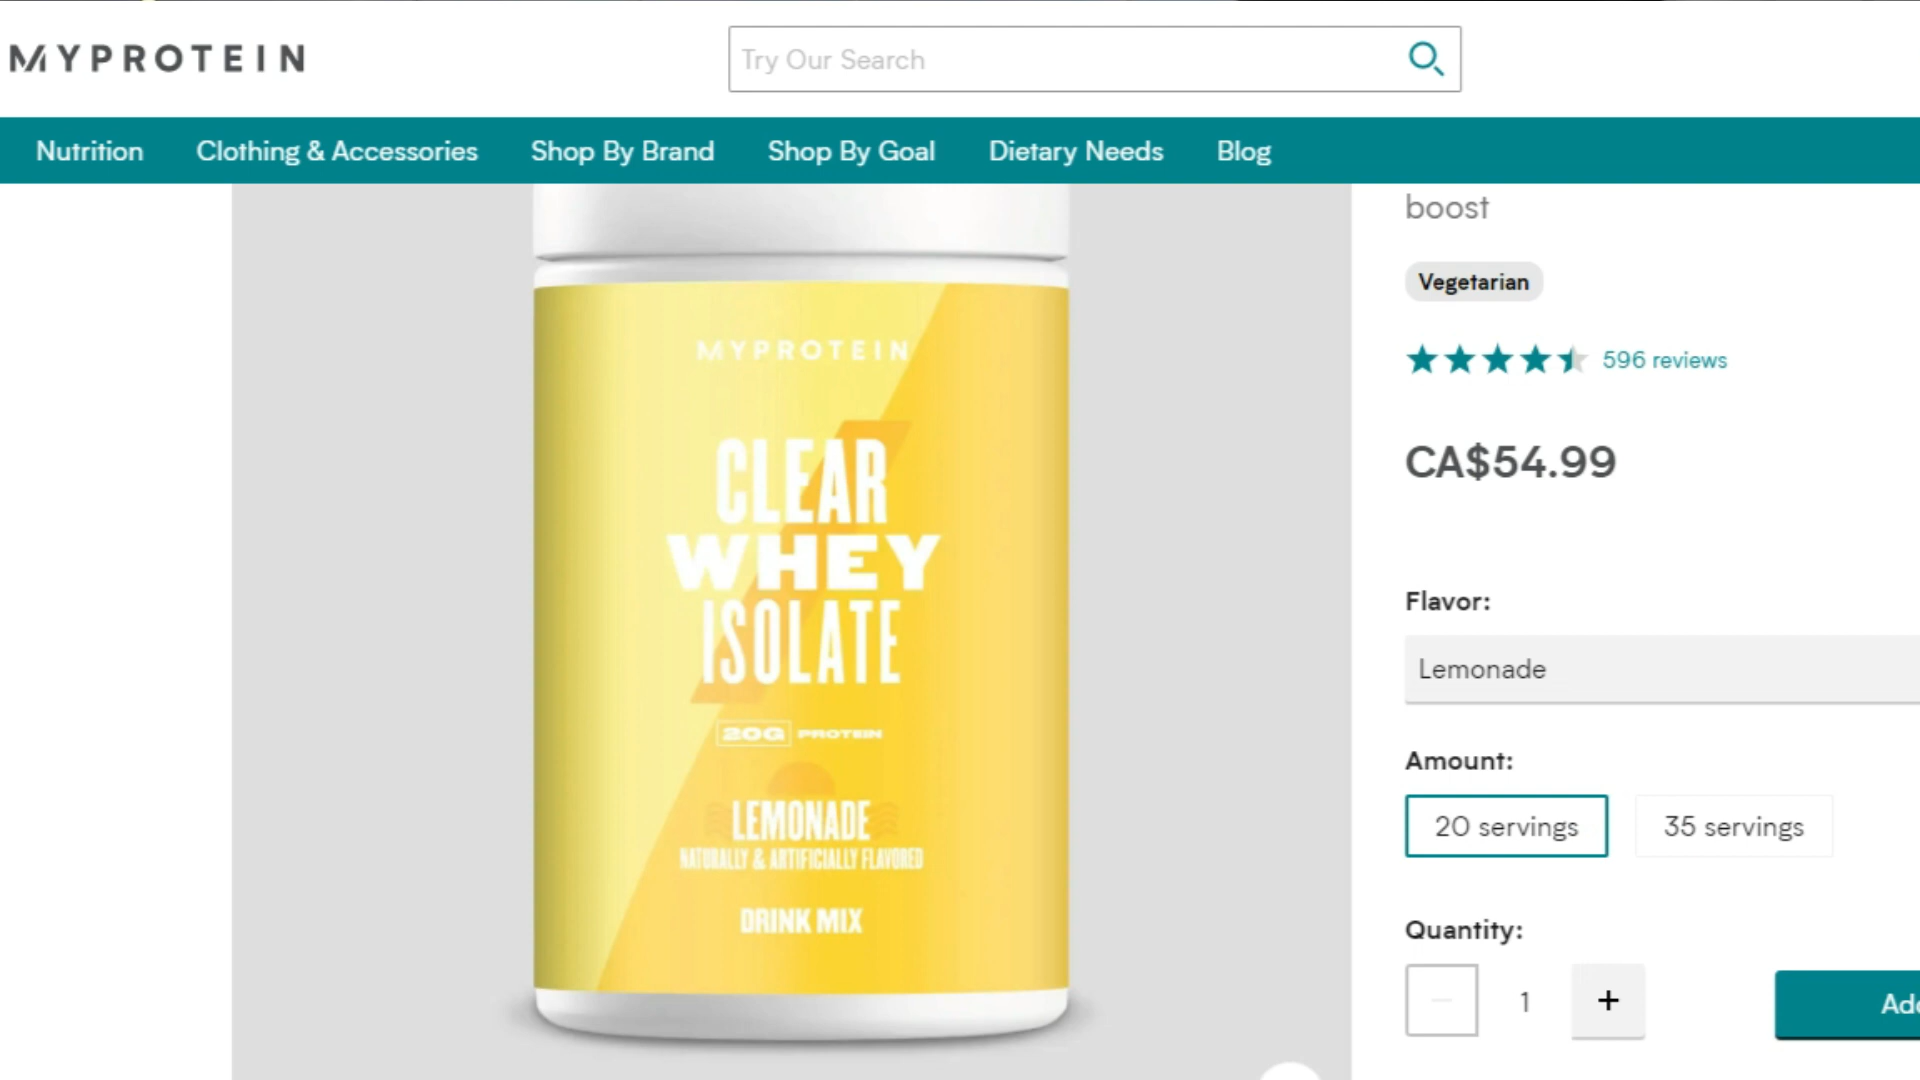 MYPROTEIN
Try Our Search
Nutrition Clothing & Accessories Shop By Brand Shop By Goal Dietary Needs Blog
boost
Vegetarian
596 reviews
CA$54.99
Flavor:
Lemonade
Amount:
20 servings 35 servings
Quantity:
1 +
MYPROTEIN
CLEAR
WHEY
ISOLATE
20G PROTEIN
LEMONADE
NATURALLY & ARTIFICIALLY FLAVORED
DRINK MIX